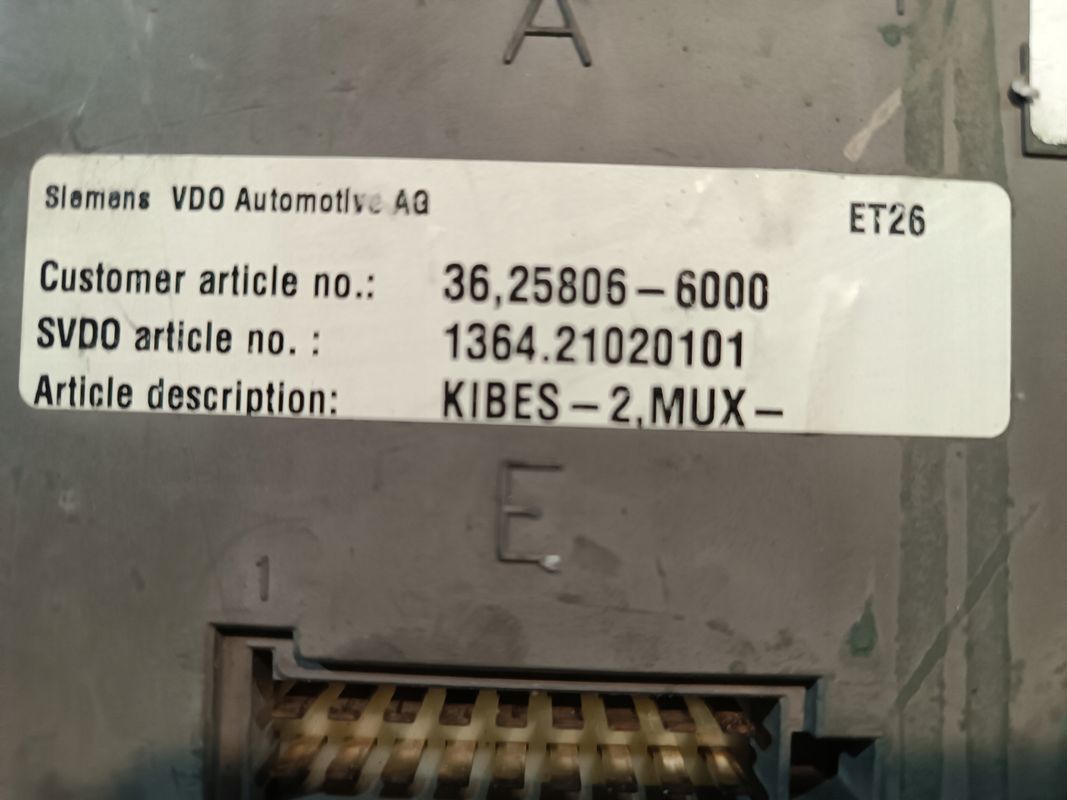 A
Siemens VDO Automotive AG
ET26
Customer article no.: 36,25806-6000
SVDO article no. : 1364.21020101
Article description: KIBES-2,MUX-
E
1